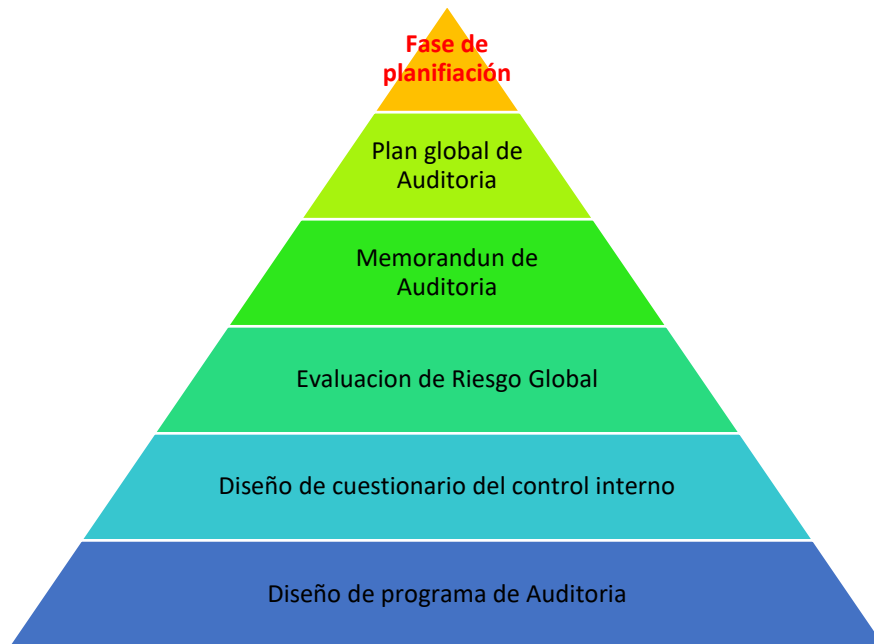 Fase de
planifiación
Plan global de
Auditoria
Memorandun de
Auditoria
Evaluacion de Riesgo Global
Diseño de cuestionario del control interno
Diseño de programa de Auditoria